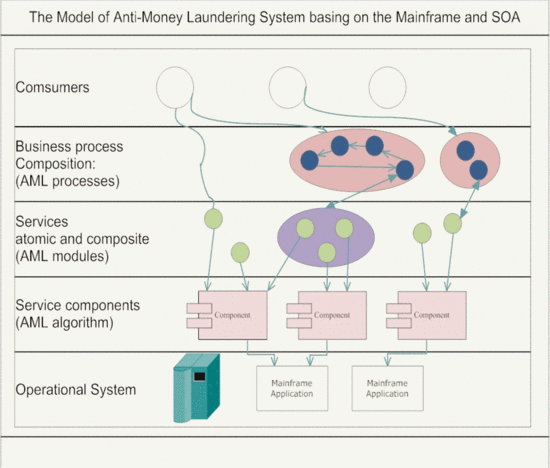 The Model of Anti-Money Laundering System basing on the Mainframe and SOA
Comsumers
Business process
Composition:
(AML processes)
Services
atomic and composite
(AML modules)
Service components
(AML algorithm)
Component
Component
Component
Operational System
Mainframe
Application
Mainframe
Application